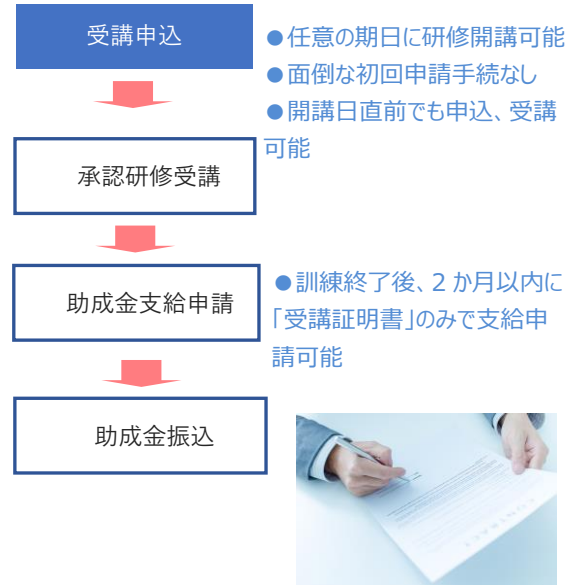 受講申込
●任意の期日に研修開講可能
●面倒な初回申請手続なし
●開講日直前でも申込、受講
可能
承認研修受講
助成金支給申請
●訓練終了後、2か月以内に
「受講証明書」のみで支給申
請可能
助成金振込
CONTRACT